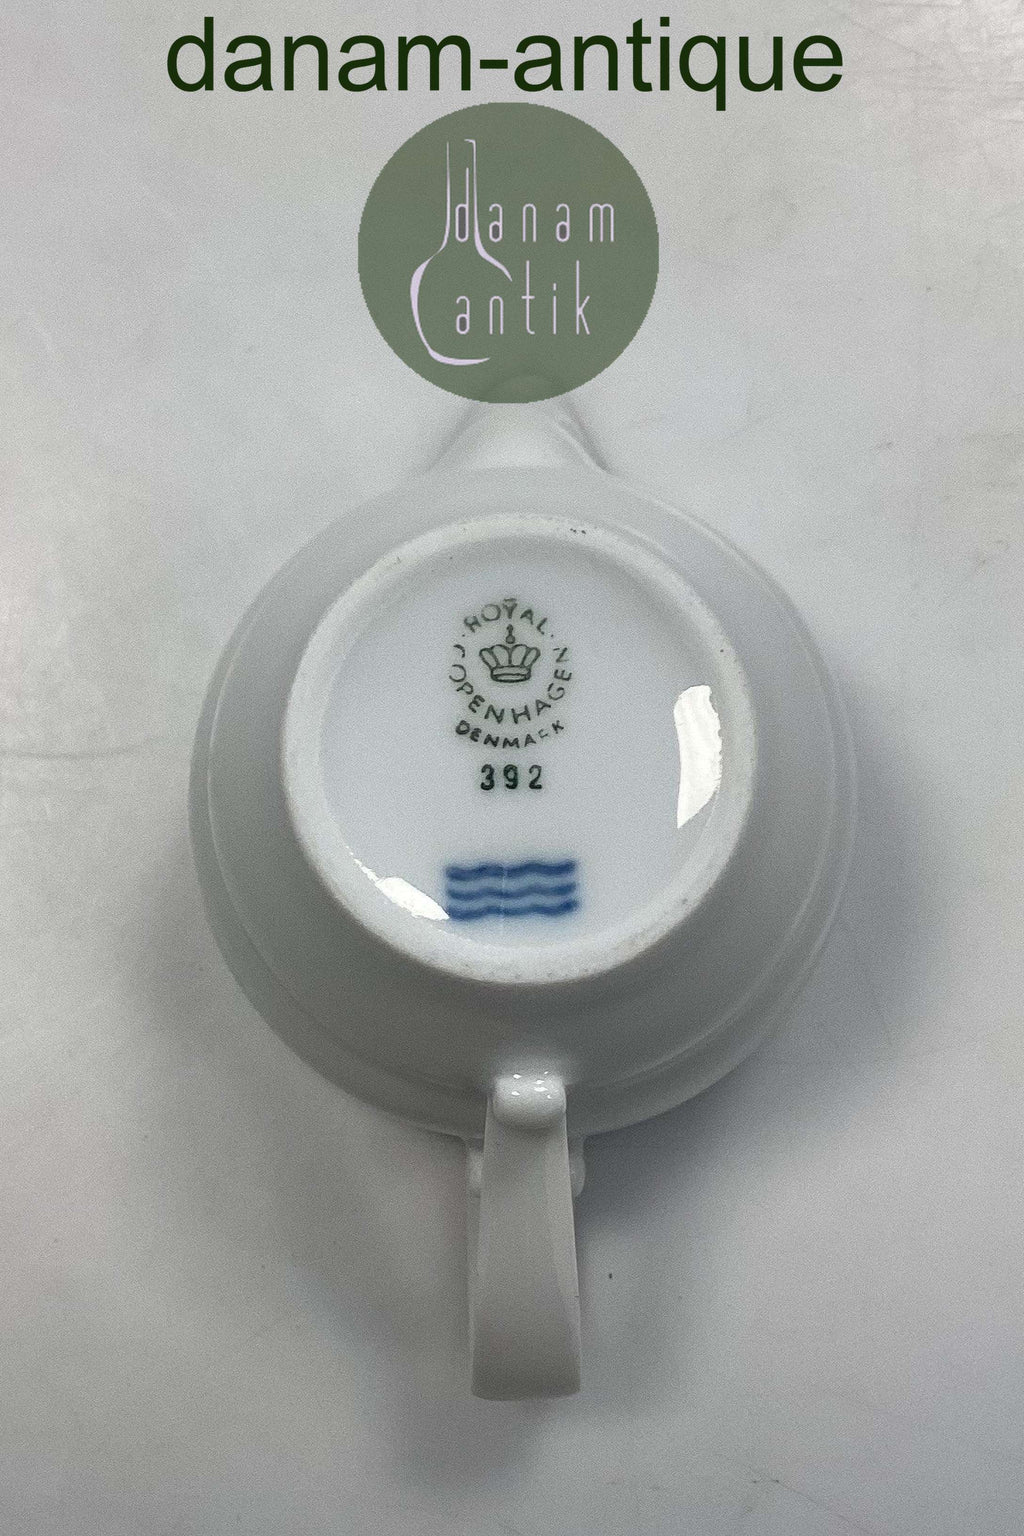 danam-antique
danam
antik
ROYAL
COPENHAGEN
DENMARK
392